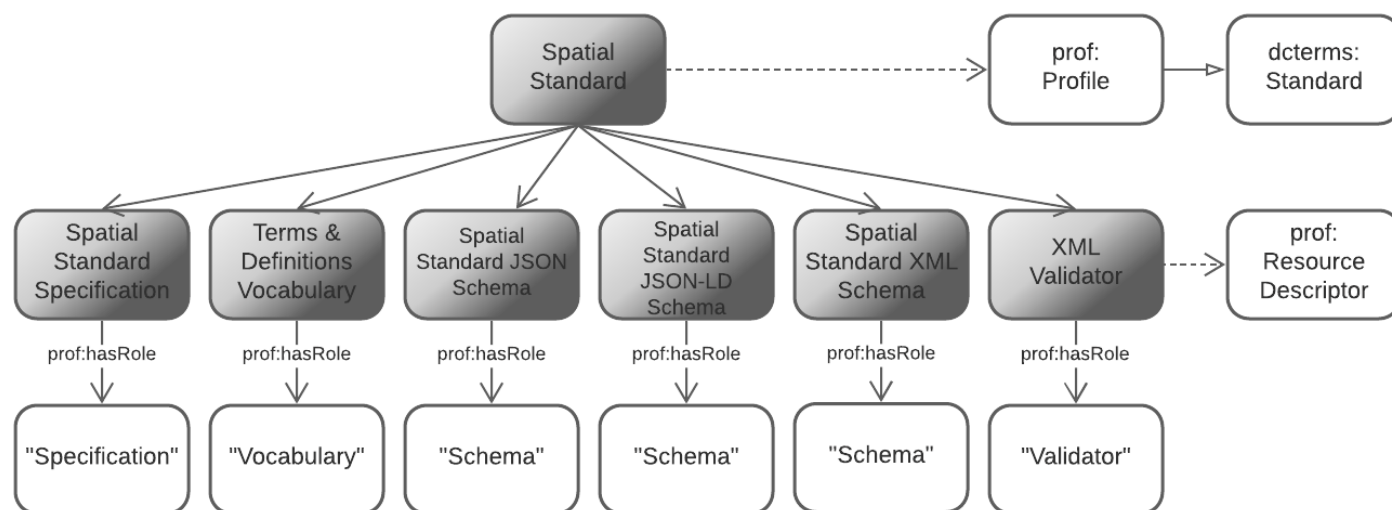 Spatial
Standard
prof:
Profile
dcterms:
Standard
Spatial
Standard
Specification
Terms &
Definitions
Vocabulary
Spatial
Standard JSON
Schema
Spatial
Standard
JSON-LD
Schema
Spatial
Standard XML
Schema
XML
Validator
prof:
Resource
Descriptor
prof:hasRole
prof:hasRole
prof:hasRole
prof:hasRole
prof:hasRole
prof:hasRole
"Specification"
"Vocabulary"
"Schema"
"Schema"
"Schema"
"Validator"